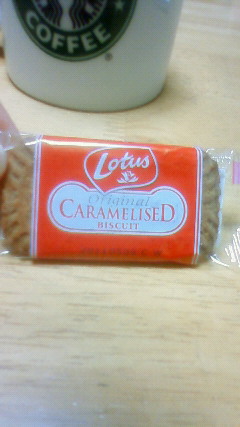 COFFEE
Lotus
Original
CARAMELISED
BISCUIT